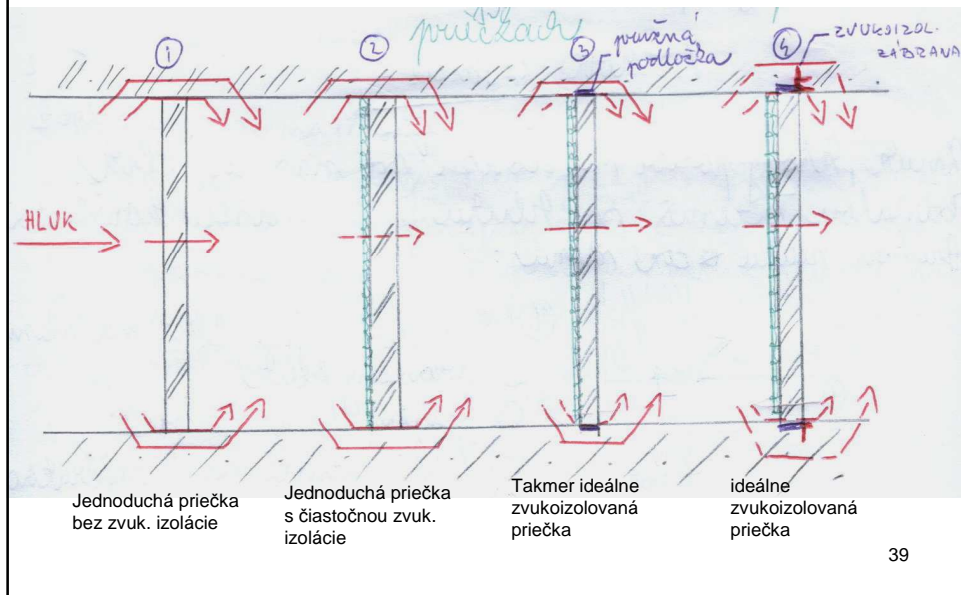 priečkach
1
2
3
pružná
podložka
4
ZVUKOIZOL.
ZÁBRANA
HLUK
Jednoduchá priečka
bez zvuk. izolácie
Jednoduchá priečka
s čiastočnou zvuk.
izolácie
Takmer ideálne
zvukoizolovaná
priečka
ideálne
zvukoizolovaná
priečka
39